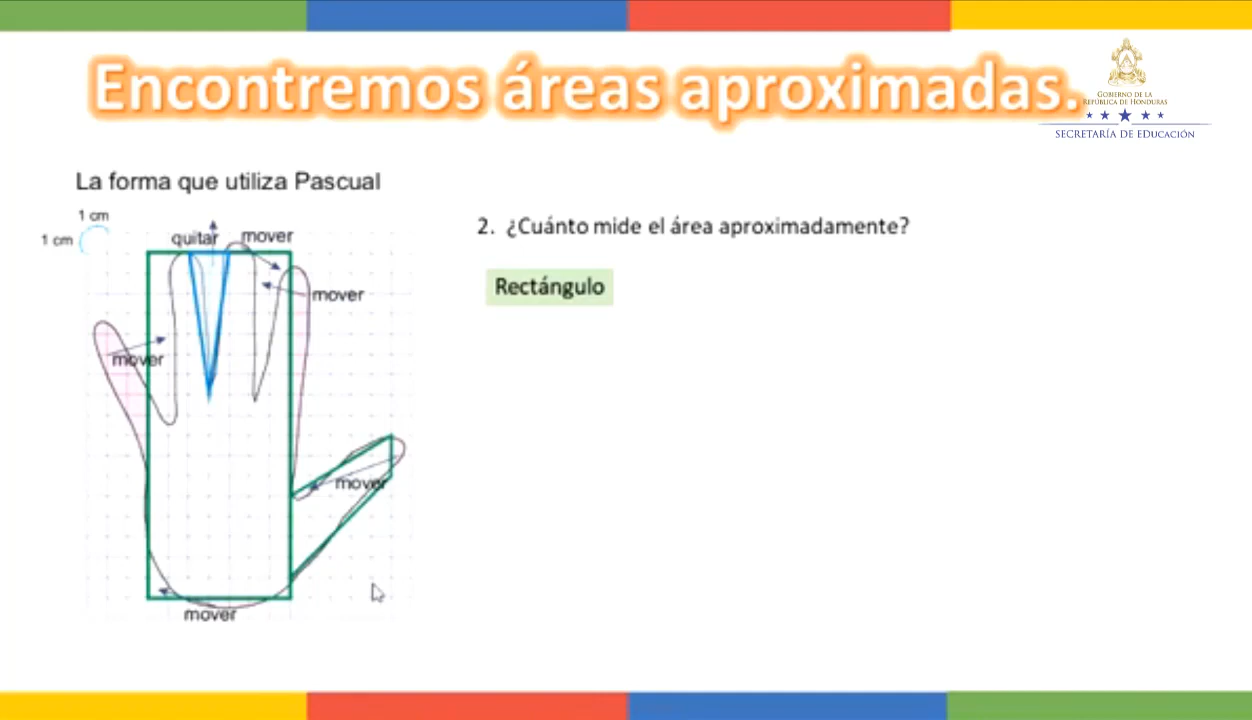 Encontremos áreas aproximadas.
GOBIERNO DE LA
REPÚBLICA DE HONDURAS
SECRETARÍA DE EDUCACIÓN
La forma que utiliza Pascual
1 cm
1 cm
quitar
mover
mover
mover
mover
mover
2. ¿Cuánto mide el área aproximadamente?
Rectángulo